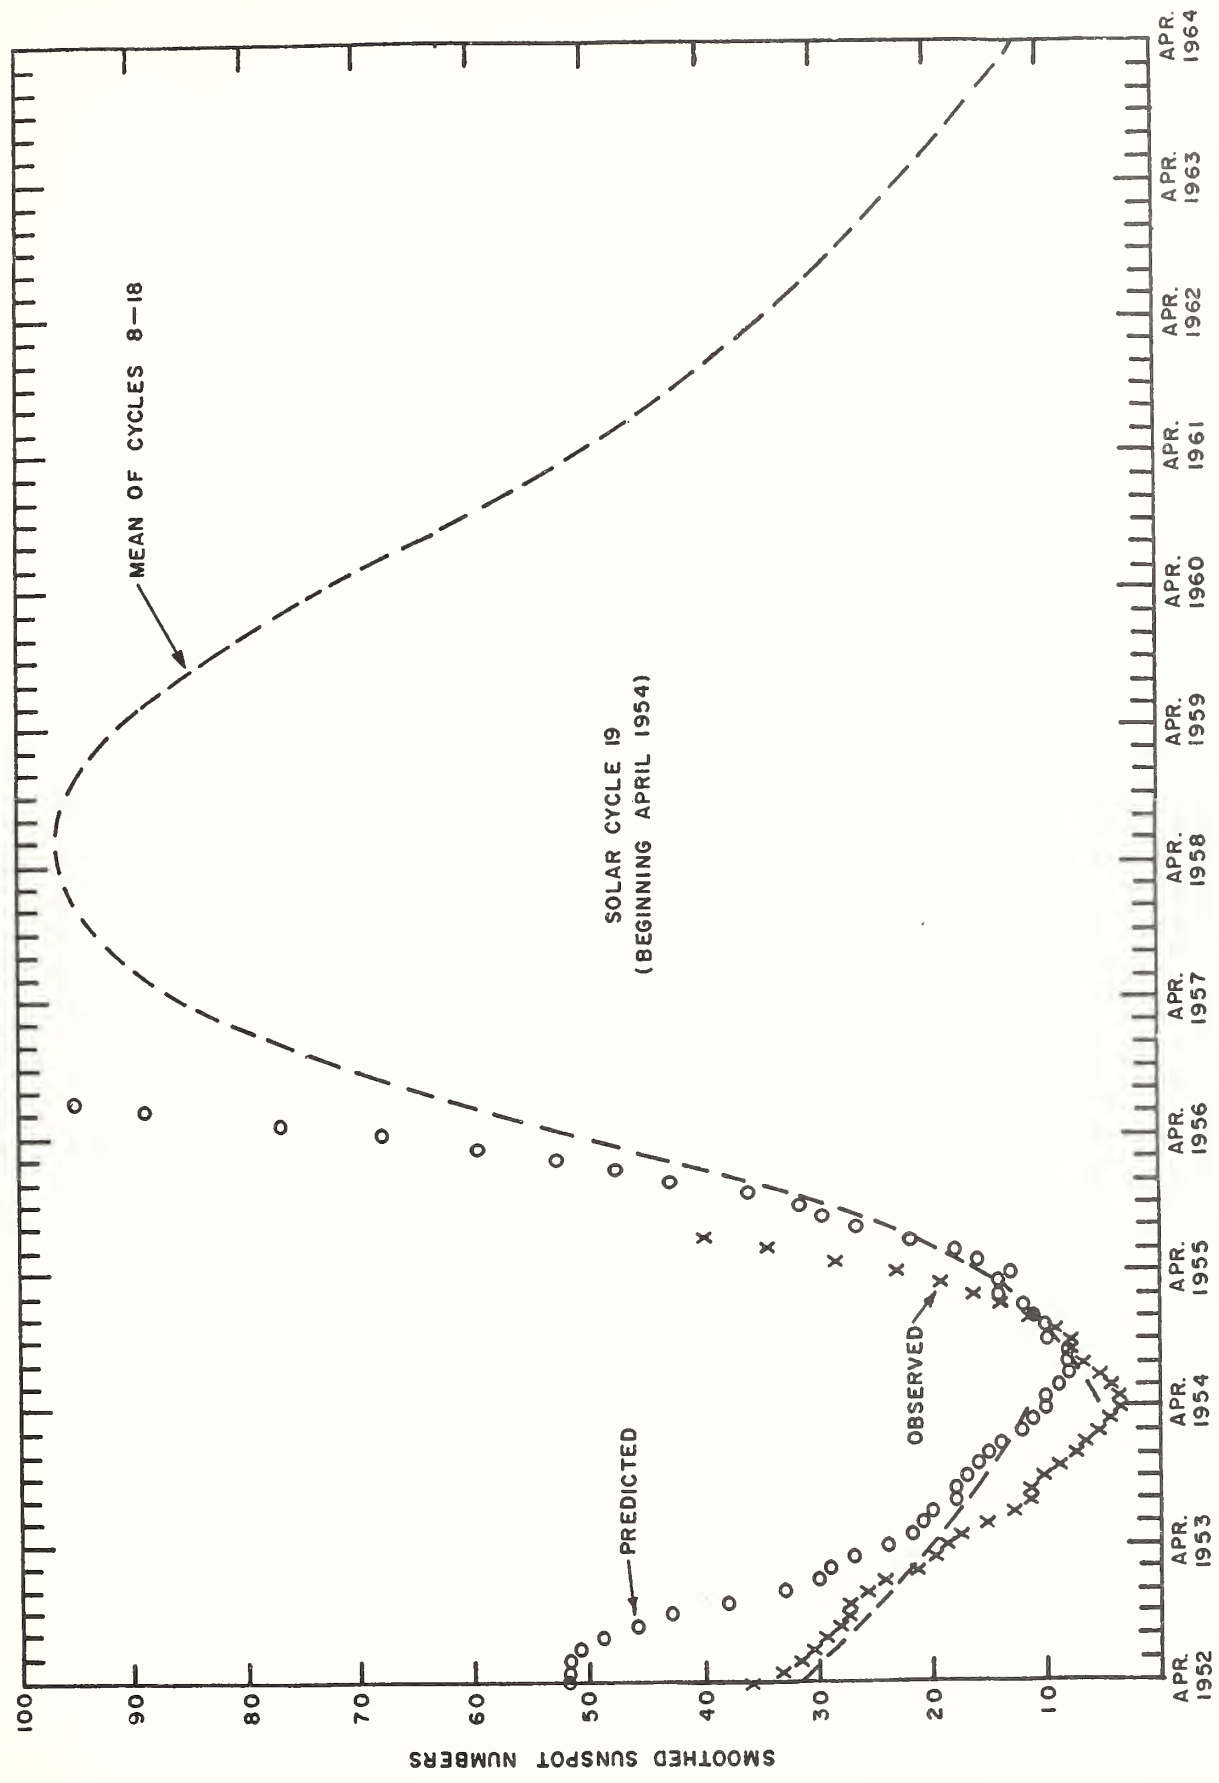 SMOOTHED SUNSPOT NUMBERS
100
90
80
70
60
50
40
30
20
10
MEAN OF CYCLES 8-18
SOLAR CYCLE 19
(BEGINNING APRIL 1954)
PREDICTED
OBSERVED
APR.
1952
APR.
1953
APR.
1954
APR.
1955
APR.
1956
APR.
1957
APR.
1958
APR.
1959
APR.
1960
APR.
1961
APR.
1962
APR.
1963
APR.
1964